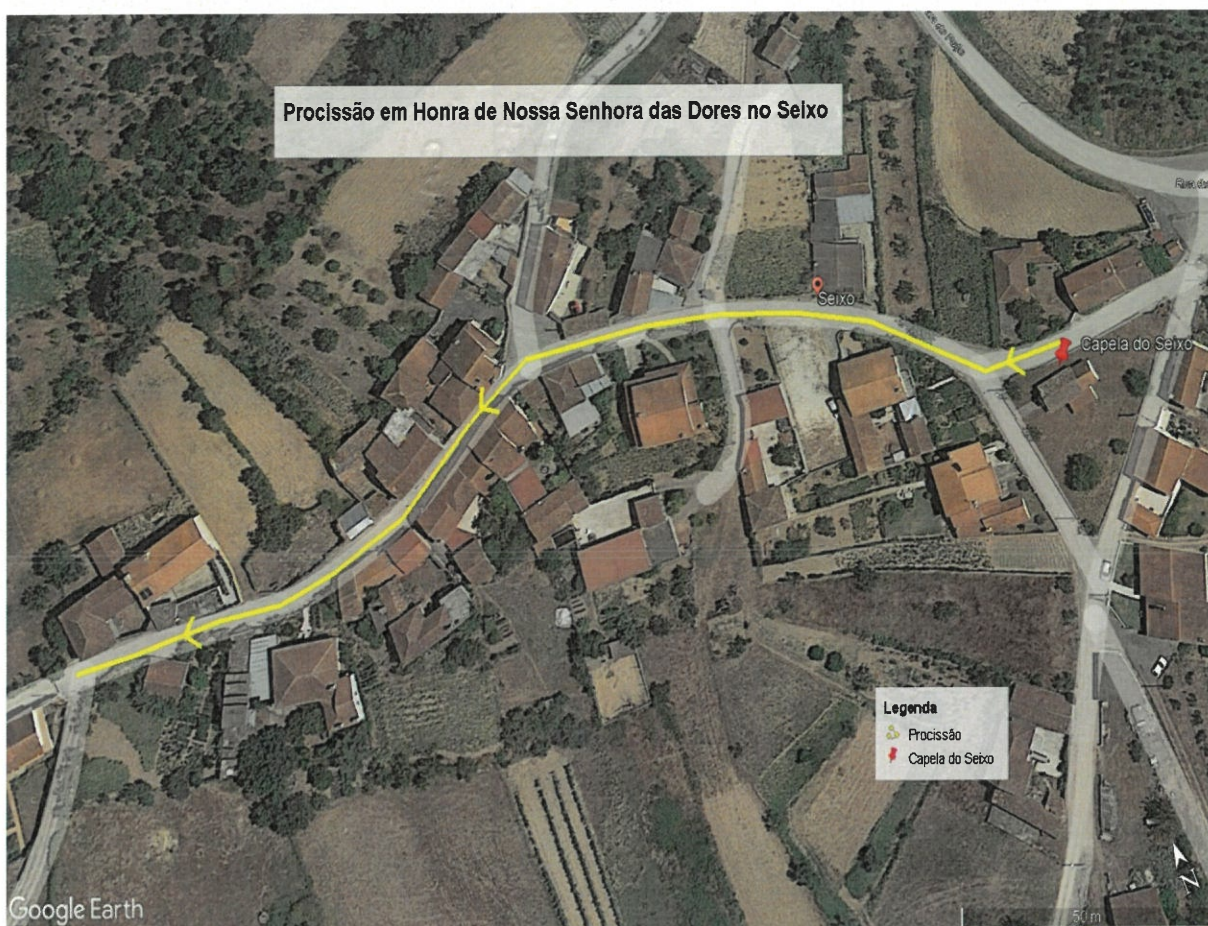 Procissão em Honra de Nossa Senhora das Dores no Seixo
Seixo
Capela do Seixo
Legenda
Procissão
Capela do Seixo
N
Google Earth
50 m